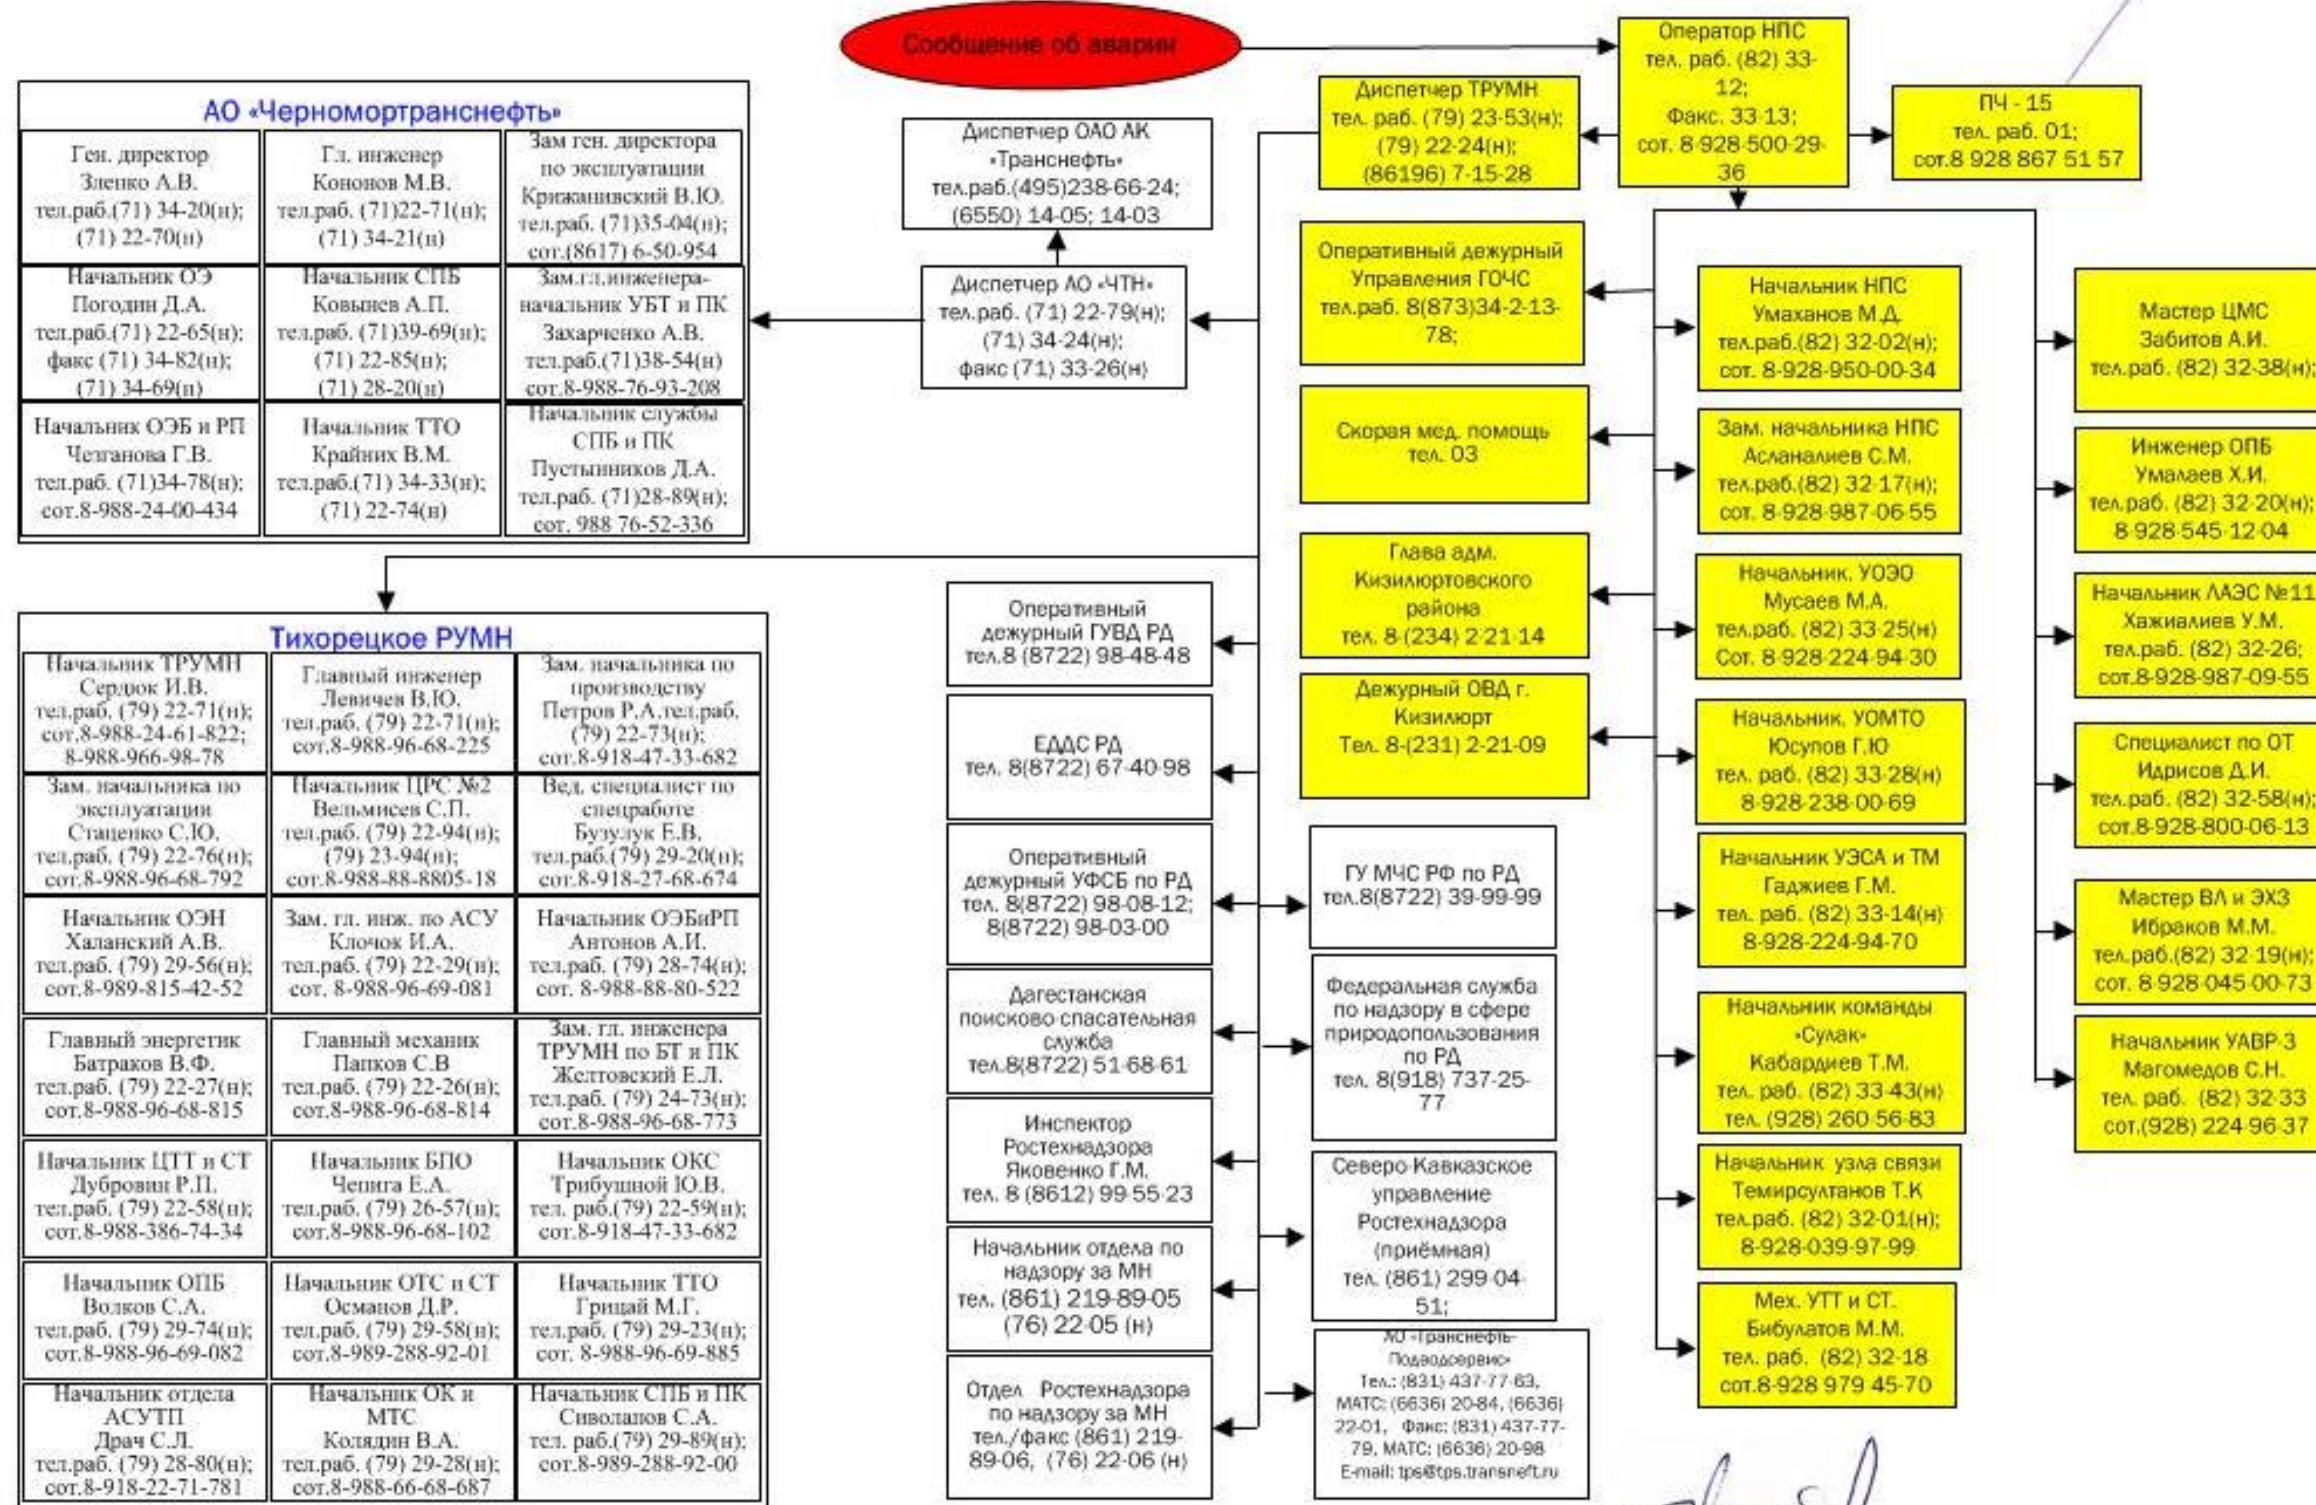 Сообщение об аварии
Оператор НПС
тел. раб. (82) 33-
12;
Факс. 33-13;
сот. 8-928-500-29-
36
ПЧ - 15
тел. раб. 01;
сот.8 928 867 51 57
Диспетчер ТРУМН
тел. раб. (79) 23-53(н);
(79) 22-24(н);
(86196) 7-15-28
Диспетчер ОАО АК
«Транснефть»
тел.раб.(495)238-66-24;
(6550) 14-05; 14-03
Диспетчер АО «ЧТН»
тел.раб. (71) 22-79(н);
(71) 34-24(н);
факс (71) 33-26(н)
АО «Черномортранснефть»
Ген. директор
Зленко А.В.
тел.раб.(71) 34-20(н);
(71) 22-70(н)
Гл. инженер
Кононов М.В.
тел.раб. (71)22-71(н);
(71) 34-21(н)
Зам ген. директора
по эксплуатации
Крижанивский В.Ю.
тел.раб. (71)35-04(н);
сот.(8617) 6-50-954
Начальник ОЭ
Погодин Д.А.
тел.раб.(71) 22-65(н);
факс (71) 34-82(н);
(71) 34-69(н)
Начальник СПБ
Ковынев А.П.
тел.раб. (71)39-69(н);
(71) 22-85(н);
(71) 28-20(н)
Зам.гл.инженера-
начальник УБТ и ПК
Захарченко А.В.
тел.раб.(71)38-54(н)
сот.8-988-76-93-208
Начальник ОЭБ и РП
Чезганова Г.В.
тел.раб. (71)34-78(н);
сот.8-988-24-00-434
Начальник ТТО
Крайних В.М.
тел.раб.(71) 34-33(н);
(71) 22-74(н)
Начальник службы
СПБ и ПК
Пустынников Д.А.
тел.раб. (71)28-89(н);
сот. 988 76-52-336
Тихорецкое РУМН
Начальник ТРУМН
Сердюк И.В.
тел.раб. (79) 22-71(н);
сот.8-988-24-61-822;
8-988-966-98-78
Главный инженер
Левичев В.Ю.
тел.раб. (79) 22-71(н);
сот.8-988-96-68-225
Зам. начальника по
производству
Петров Р.А.тел.раб.
(79) 22-73(н);
сот.8-918-47-33-682
Зам. начальника по
эксплуатации
Стаценко С.Ю.
тел.раб. (79) 22-76(н);
сот.8-988-96-68-792
Начальник ЦРС №2
Вельмисев С.П.
тел.раб. (79) 22-94(н);
(79) 23-94(н);
сот.8-988-88-8805-18
Вед. специалист по
спецработе
Бузулук Е.В.
тел.раб.(79) 29-20(н);
сот.8-918-27-68-674
Начальник ОЭН
Халанский А.В.
тел.раб. (79) 29-56(н);
сот.8-989-815-42-52
Зам. гл. инж. по АСУ
Клочок И.А.
тел.раб. (79) 22-29(н);
сот. 8-988-96-69-081
Начальник ОЭБиРП
Антонов А.И.
тел.раб. (79) 28-74(н);
сот. 8-988-88-80-522
Главный энергетик
Батраков В.Ф.
тел.раб. (79) 22-27(н);
сот.8-988-96-68-815
Главный механик
Папков С.В
тел.раб. (79) 22-26(н);
сот.8-988-96-68-814
Зам. гл. инженера
ТРУМН по БТ и ПК
Желтовский Е.Л.
тел.раб. (79) 24-73(н);
сот.8-988-96-68-773
Начальник ЦТТ и СТ
Дубровин Р.П.
тел.раб. (79) 22-58(н);
сот.8-988-386-74-34
Начальник БПО
Чепига Е.А.
тел.раб. (79) 26-57(н);
сот.8-988-96-68-102
Начальник ОКС
Трибушной Ю.В.
тел. раб.(79) 22-59(н);
сот.8-918-47-33-682
Начальник ОПБ
Волков С.А.
тел.раб. (79) 29-74(н);
сот.8-988-96-69-082
Начальник ОТС и СТ
Османов Д.Р.
тел.раб. (79) 29-58(н);
сот.8-989-288-92-01
Начальник ТТО
Грицай М.Г.
тел.раб. (79) 29-23(н);
сот. 8-988-96-69-885
Начальник отдела
АСУТП
Драч С.Л.
тел.раб. (79) 28-80(н);
сот.8-918-22-71-781
Начальник ОК и
МТС
Колядин В.А.
тел.раб. (79) 29-28(н);
сот.8-988-66-68-687
Начальник СПБ и ПК
Сиволапов С.А.
тел. раб.(79) 29-89(н);
сот.8-989-288-92-00
Оперативный
дежурный ГУВД РД
тел.8 (8722) 98-48-48
ЕДДС РД
тел. 8(8722) 67-40-98
Оперативный
дежурный УФСБ по РД
тел. 8(8722) 98-08-12;
8(8722) 98-03-00
Дагестанская
поисково-спасательная
служба
тел.8(8722) 51-68-61
Инспектор
Ростехнадзора
Яковенко Г.М.
тел. 8 (8612) 99-55-23
Начальник отдела по
надзору за МН
тел. (861) 219-89-05
(76) 22-05 (н)
Отдел Ростехнадзора
по надзору за МН
тел./факс (861) 219-
89-06, (76) 22-06 (н)
Оперативный дежурный
Управления ГОЧС
тел.раб. 8(873)34-2-13-
78;
Скорая мед. помощь
тел. 03
Глава адм.
Кизилюртовского
района
тел. 8-(234) 2-21-14
Дежурный ОВД г.
Кизилюрт
Тел. 8-(231) 2-21-09
ГУ МЧС РФ по РД
тел.8(8722) 39-99-99
Федеральная служба
по надзору в сфере
природопользования
по РД
тел. 8(918) 737-25-
77
Северо-Кавказское
управление
Ростехнадзора
(приёмная)
тел. (861) 299-04-
51;
АО «Транснефть-
Подводсервис»
Тел.: (831) 437-77-63,
МАТС: (6636) 20-84, (6636)
22-01, Факс: (831) 437-77-
79, МАТС: (6636) 20-98
E-mail: tps@tps.transneft.ru
Начальник НПС
Умаханов М.Д.
тел.раб.(82) 32-02(н);
сот. 8-928-950-00-34
Зам. начальника НПС
Асланалиев С.М.
тел.раб.(82) 32-17(н);
сот. 8-928-987-06-55
Начальник. УОЭО
Мусаев М.А.
тел.раб. (82) 33-25(н)
Сот. 8-928-224-94-30
Начальник. УОМТО
Юсупов Г.Ю
тел. раб. (82) 33-28(н)
8-928-238-00-69
Начальник УЭСА и ТМ
Гаджиев Г.М.
тел. раб. (82) 33-14(н)
8-928-224-94-70
Начальник команды
«Сулак»
Кабардиев Т.М.
тел. раб. (82) 33-43(н)
тел. (928) 260-56-83
Начальник узла связи
Темирсултанов Т.К
тел.раб. (82) 32-01(н);
8-928-039-97-99
Мех. УТТ и СТ.
Бибулатов М.М.
тел. раб. (82) 32-18
сот.8-928 979 45-70
Мастер ЦМС
Забитов А.И.
тел.раб. (82) 32-38(н);
Инженер ОПБ
Умалаев Х.И.
тел.раб. (82) 32-20(н);
8-928-545-12-04
Начальник ЛАЭС №11
Хажиалиев У.М.
тел.раб. (82) 32-26;
сот.8-928-987-09-55
Специалист по ОТ
Идрисов Д.И.
тел.раб. (82) 32-58(н);
сот.8-928-800-06-13
Мастер ВЛ и ЭХЗ
Ибраков М.М.
тел.раб.(82) 32-19(н);
сот. 8-928-045-00-73
Начальник УАВР-3
Магомедов С.Н.
тел. раб. (82) 32-33
сот.(928) 224-96-37